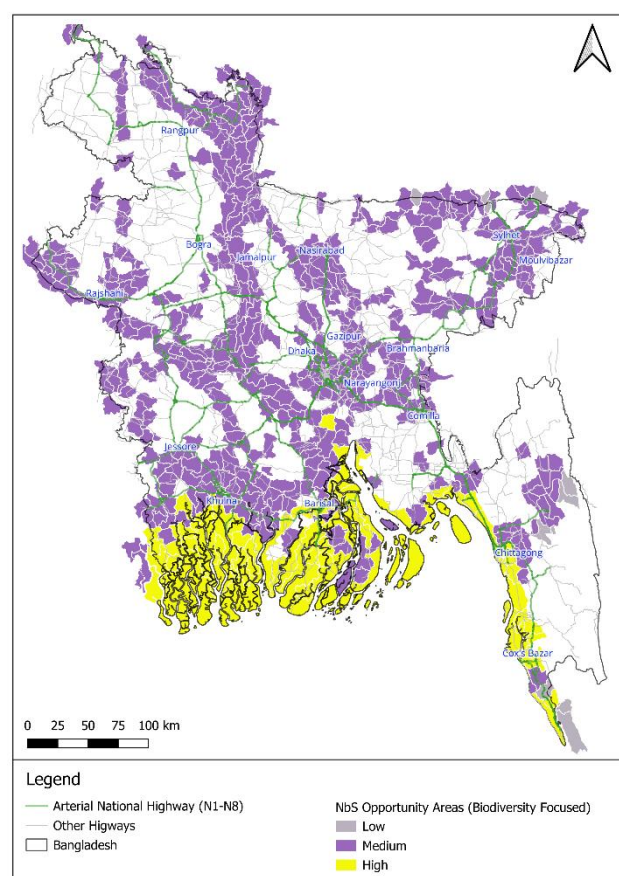 Rangpur
Bogra
Jamalpur
Nasirabad
Sylhet
Moulvibazar
Rajshahi
Gazipur
Dhaka
Brahmanbaria
Narayangonj
Comilla
Jessore
Khulna
Barisal
Chittagong
Cox's Bazar
0 25 50 75 100 km
Legend
Arterial National Highway (N1-N8)
Other Higways
Bangladesh
NbS Opportunity Areas (Biodiversity Focused)
Low
Medium
High